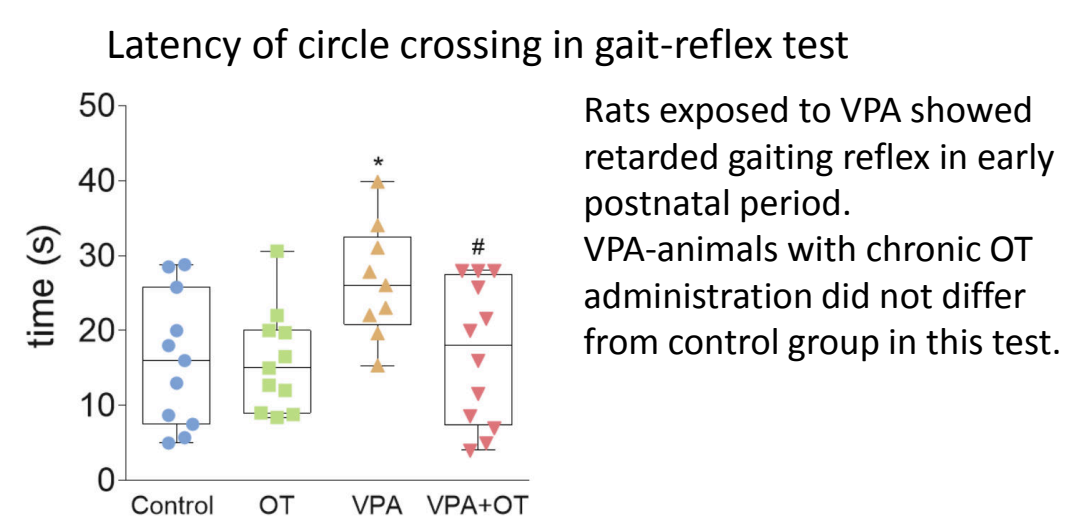 Latency of circle crossing in gait-reflex test
50
40
30
20
10
0
time (s)
*
#
Control OT VPA VPA+OT
Rats exposed to VPA showed
retarded gaiting reflex in early
postnatal period.
VPA-animals with chronic OT
administration did not differ
from control group in this test.